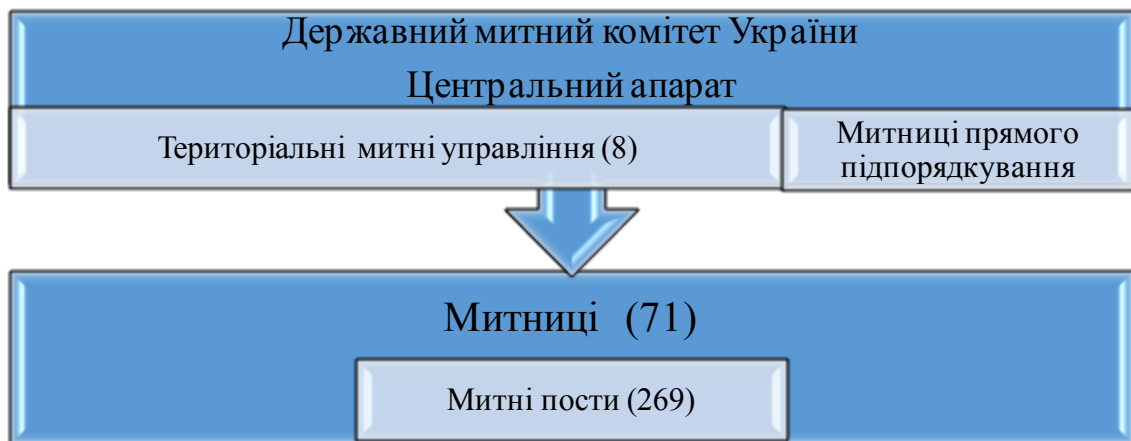 Державний митний комітет України
Центральний апарат
Територіальні митні управління (8)
Митниці прямого
підпорядкування
Митниці (71)
Митні пости (269)